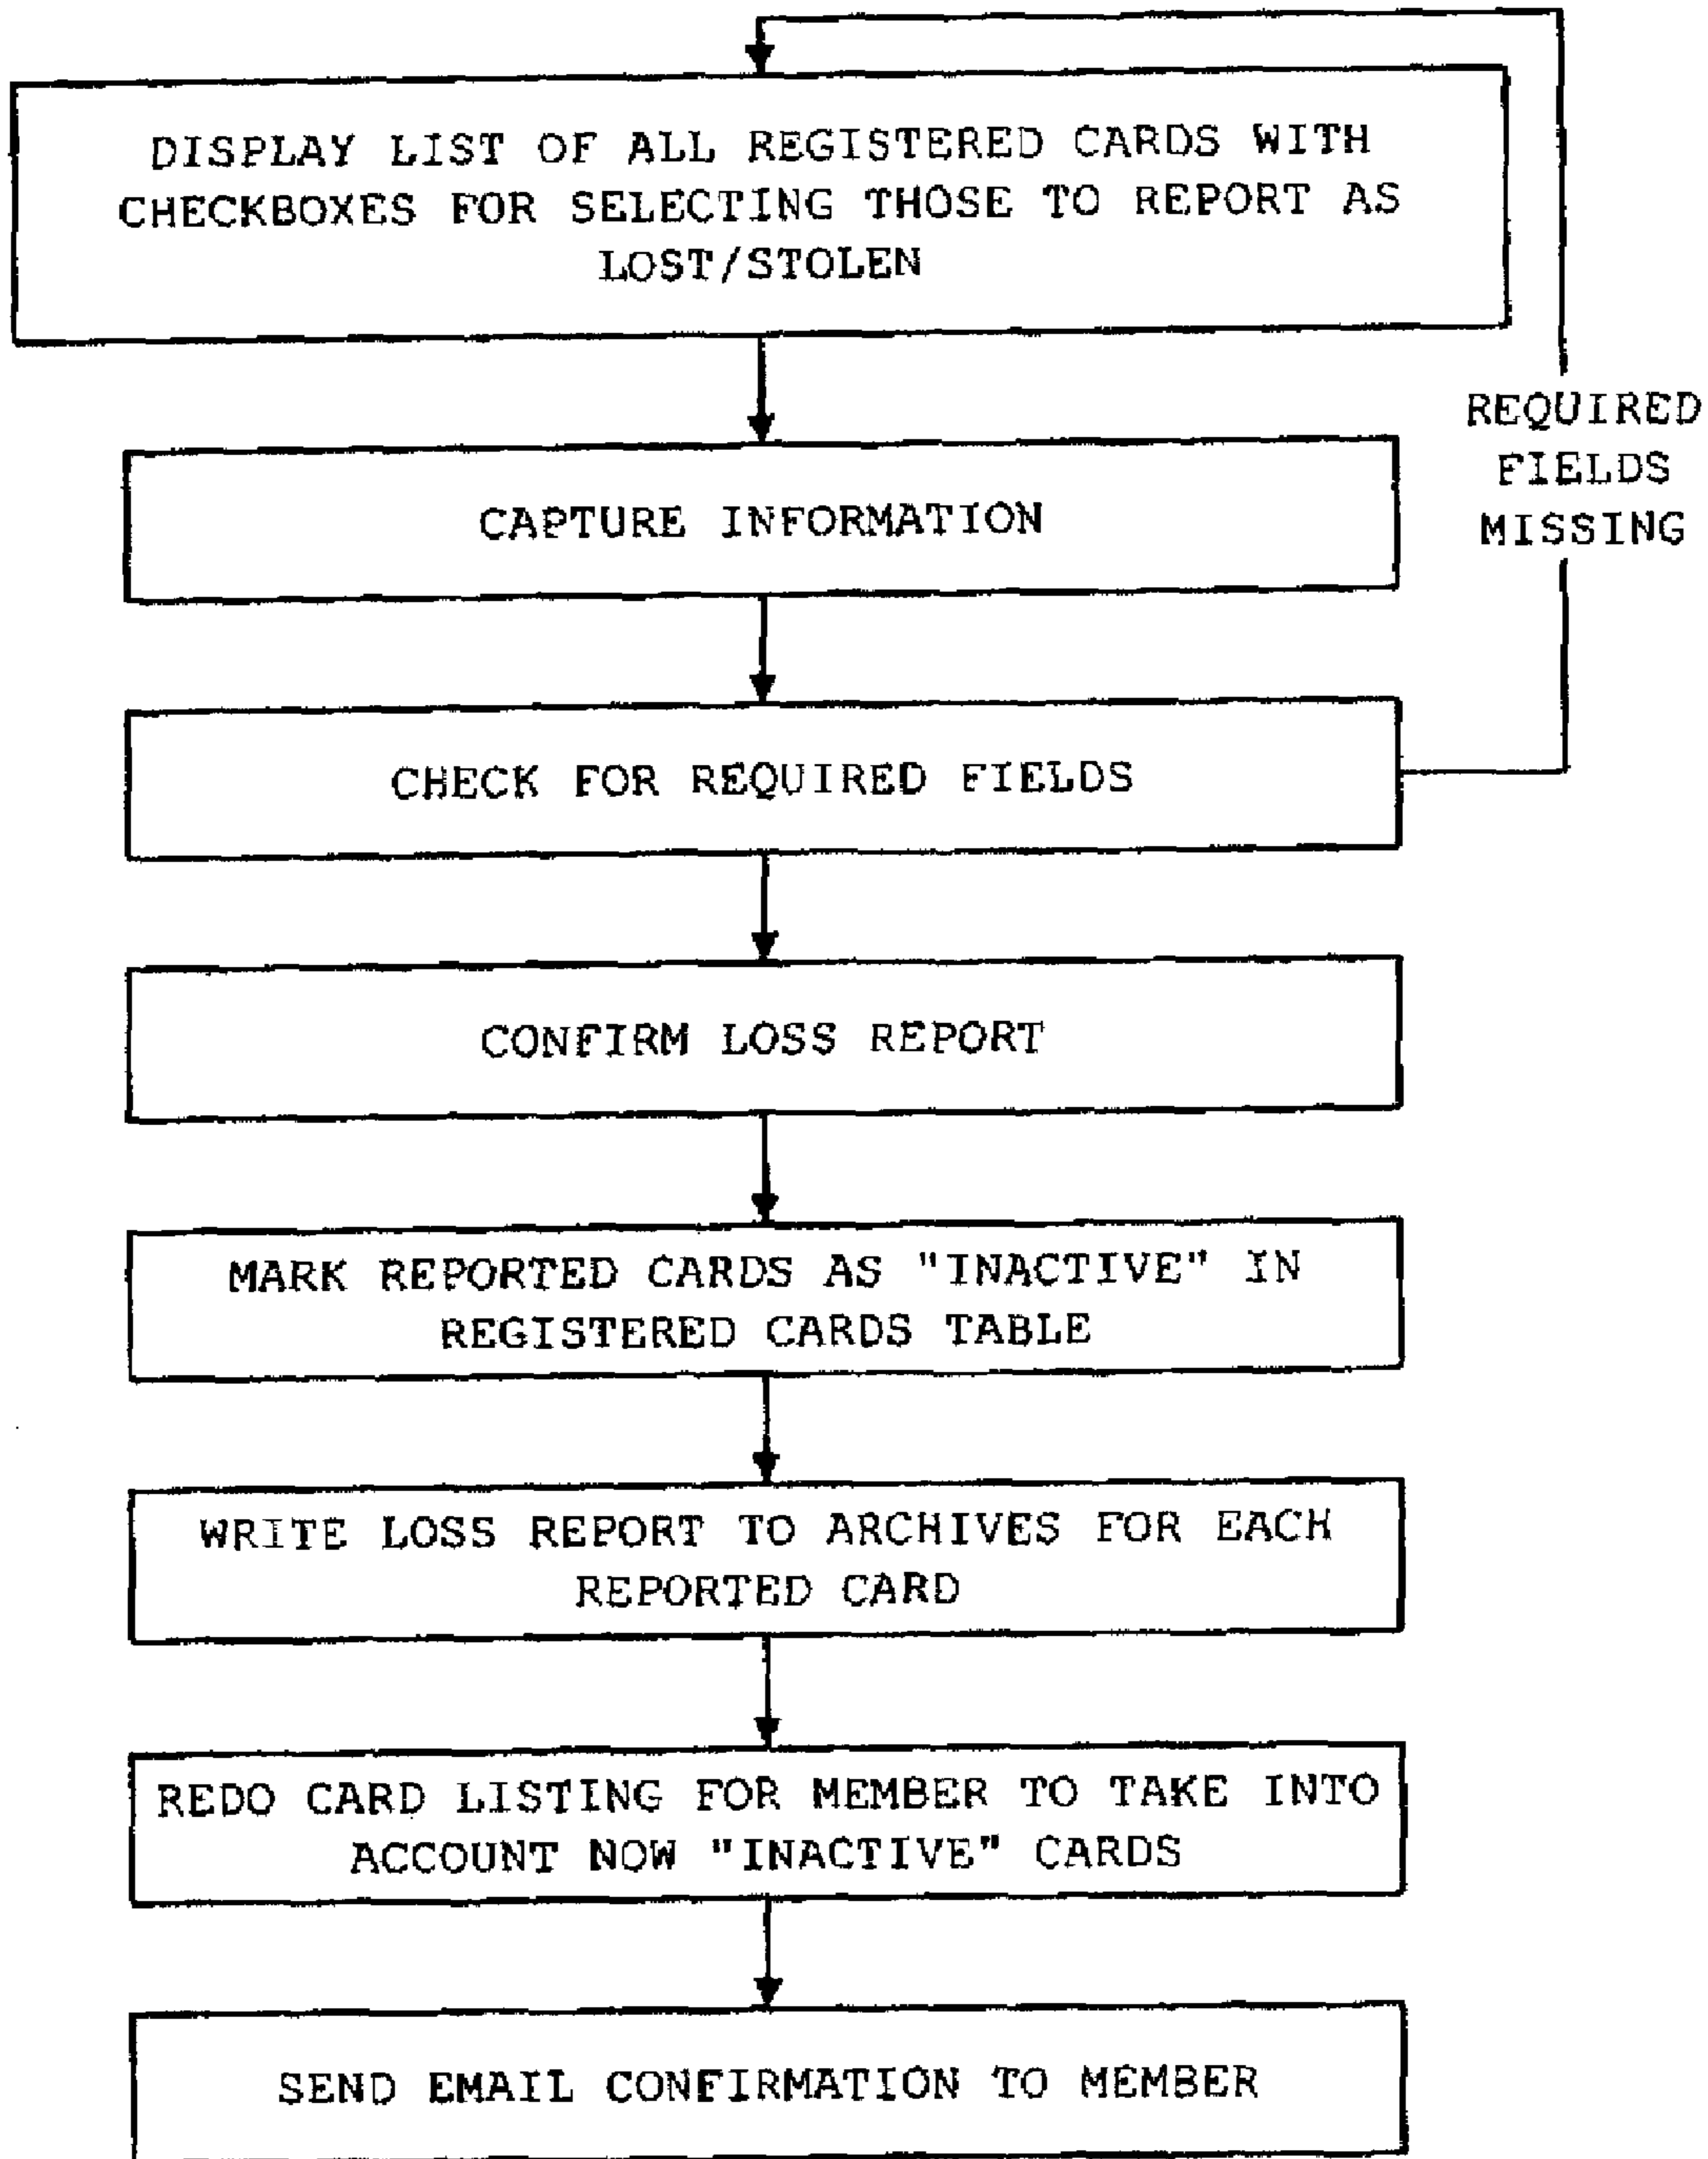 DISPLAY LIST OF ALL REGISTERED CARDS WITH
CHECKBOXES FOR SELECTING THOSE TO REPORT AS
LOST/STOLEN
REQUIRED
FIELDS
MISSING
CAPTURE INFORMATION
CHECK FOR REQUIRED FIELDS
CONFIRM LOSS REPORT
MARK REPORTED CARDS AS "INACTIVE" IN
REGISTERED CARDS TABLE
WRITE LOSS REPORT TO ARCHIVES FOR EACH
REPORTED CARD
REDO CARD LISTING FOR MEMBER TO TAKE INTO
ACCOUNT NOW "INACTIVE" CARDS
SEND EMAIL CONFIRMATION TO MEMBER